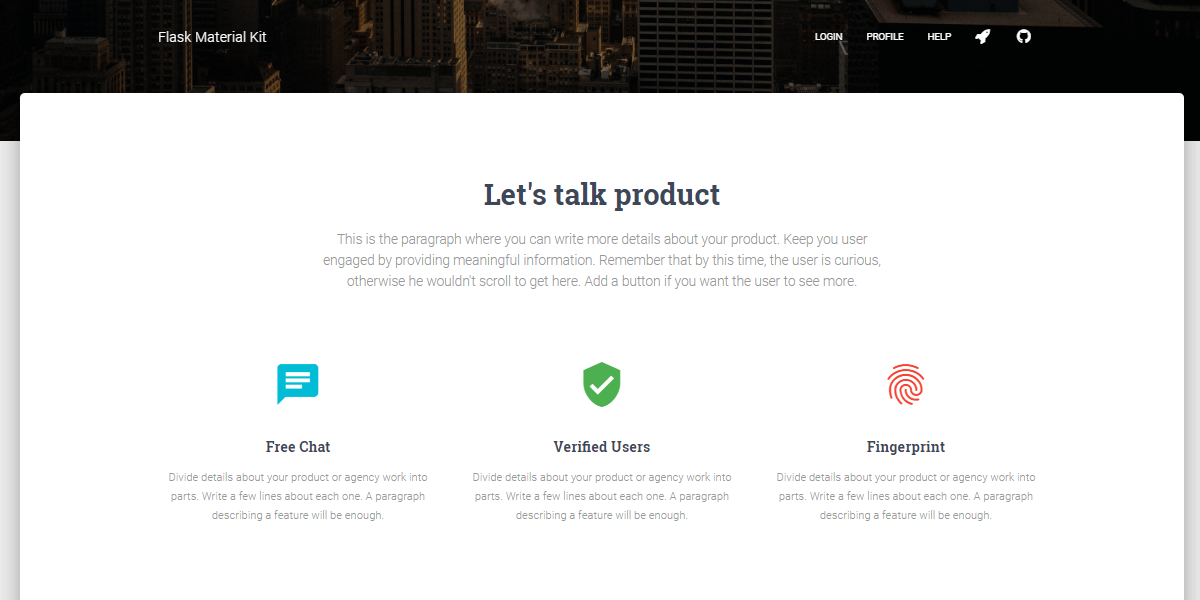 Flask Material Kit
LOGIN PROFILE HELP
Let's talk product
This is the paragraph where you can write more details about your product. Keep you user
engaged by providing meaningful information. Remember that by this time, the user is curious,
otherwise he wouldn't scroll to get here. Add a button if you want the user to see more.
Free Chat
Divide details about your product or agency work into
parts. Write a few lines about each one. A paragraph
describing a feature will be enough.
Verified Users
Divide details about your product or agency work into
parts. Write a few lines about each one. A paragraph
describing a feature will be enough.
Fingerprint
Divide details about your product or agency work into
parts. Write a few lines about each one. A paragraph
describing a feature will be enough.